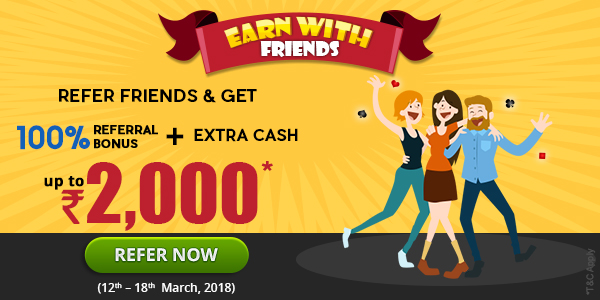 EARN WITH
FRIENDS
REFER FRIENDS & GET
100% REFERRAL BONUS + EXTRA CASH
up to ₹2,000*
REFER NOW
(12th – 18th March, 2018)
*T&C Apply